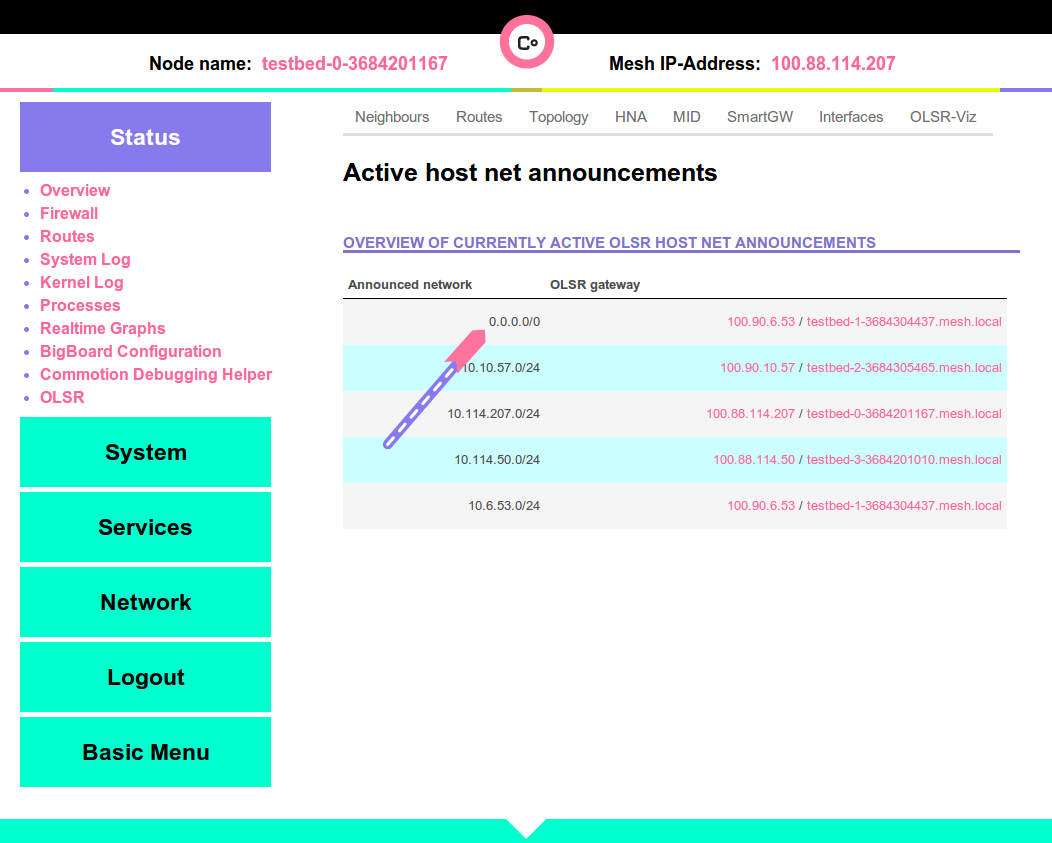 Co
Node name: testbed-0-3684201167 Mesh IP-Address: 100.88.114.207
Status
Overview
Firewall
Routes
System Log
Kernel Log
Processes
Realtime Graphs
BigBoard Configuration
Commotion Debugging Helper
OLSR
System
Services
Network
Logout
Basic Menu
Neighbours Routes Topology HNA MID SmartGW Interfaces OLSR-Viz
Active host net announcements
OVERVIEW OF CURRENTLY ACTIVE OLSR HOST NET ANNOUNCEMENTS
Announced network OLSR gateway
0.0.0.0/0 100.90.6.53 / testbed-1-3684304437.mesh.local
10.10.57.0/24 100.90.10.57 / testbed-2-3684305465.mesh.local
10.114.207.0/24 100.88.114.207 / testbed-0-3684201167.mesh.local
10.114.50.0/24 100.88.114.50 / testbed-3-3684201010.mesh.local
10.6.53.0/24 100.90.6.53 / testbed-1-3684304437.mesh.local